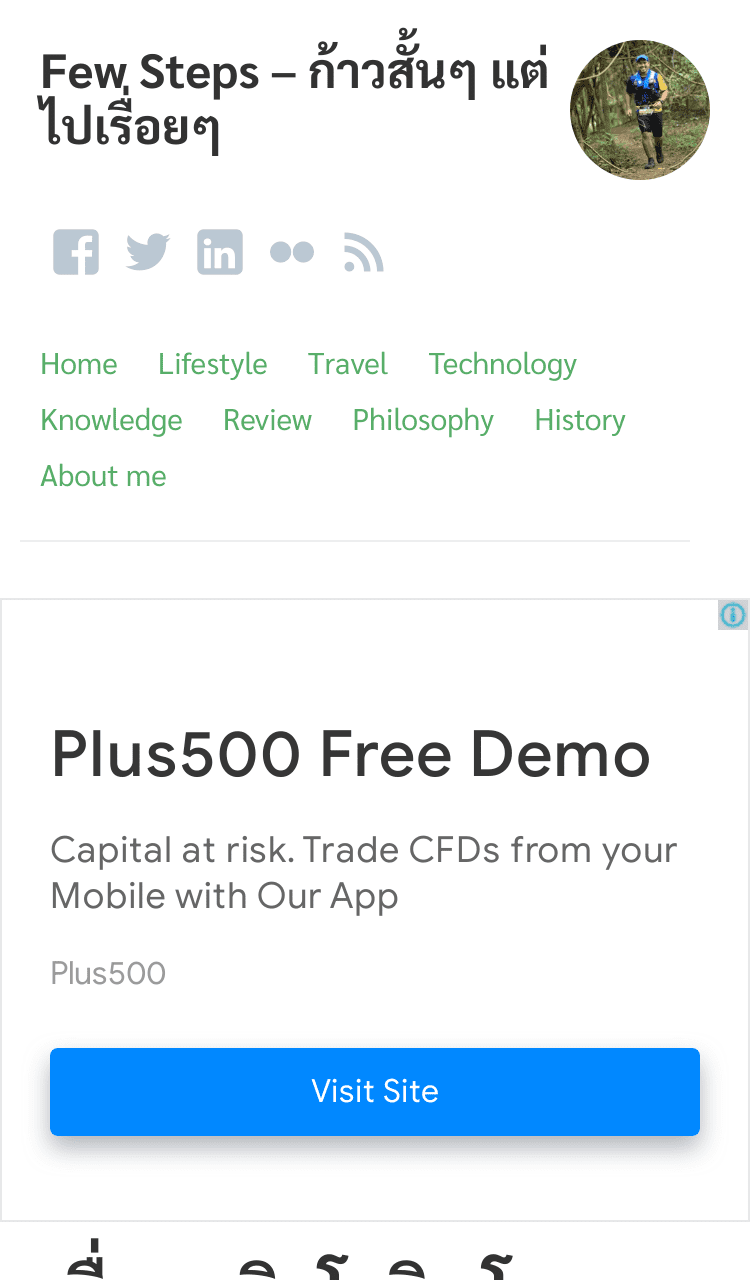 Few Steps – ก้าวสั้นๆ แต่
ไปเรื่อยๆ
Home Lifestyle Travel Technology
Knowledge Review Philosophy History
About me
Plus500 Free Demo
Capital at risk. Trade CFDs from your
Mobile with Our App
Plus500
Visit Site